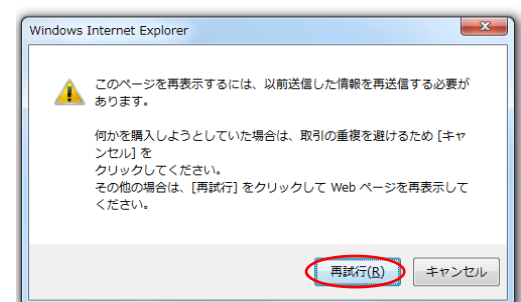 Windows Internet Explorer
このページを再表示するには、以前送信した情報を再送信する必要が
あります。
何かを購入しようとしていた場合は、取引の重複を避けるため [キャ
ンセル] を
クリックしてください。
その他の場合は、[再試行] をクリックして Web ページを再表示して
ください。
再試行(R)
キャンセル